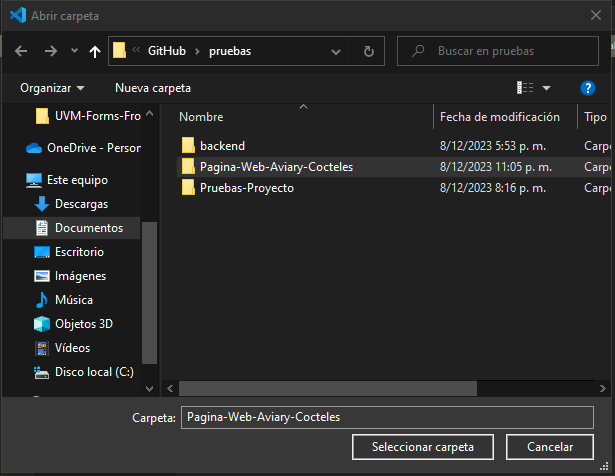 Abrir carpeta
GitHub pruebas
Buscar en pruebas
Organizar Nueva carpeta
UVM-Forms-Fro
OneDrive - Person
Este equipo
Descargas
Documentos
Escritorio
Imágenes
Música
Objetos 3D
Vídeos
Disco local (C:)
Nombre Fecha de modificación Tipo
backend 8/12/2023 5:53 p. m. Carpe
Pagina-Web-Aviary-Cocteles 8/12/2023 11:05 p. m. Carpe
Pruebas-Proyecto 8/12/2023 8:16 p. m. Carpe
Carpeta: Pagina-Web-Aviary-Cocteles
Seleccionar carpeta Cancelar